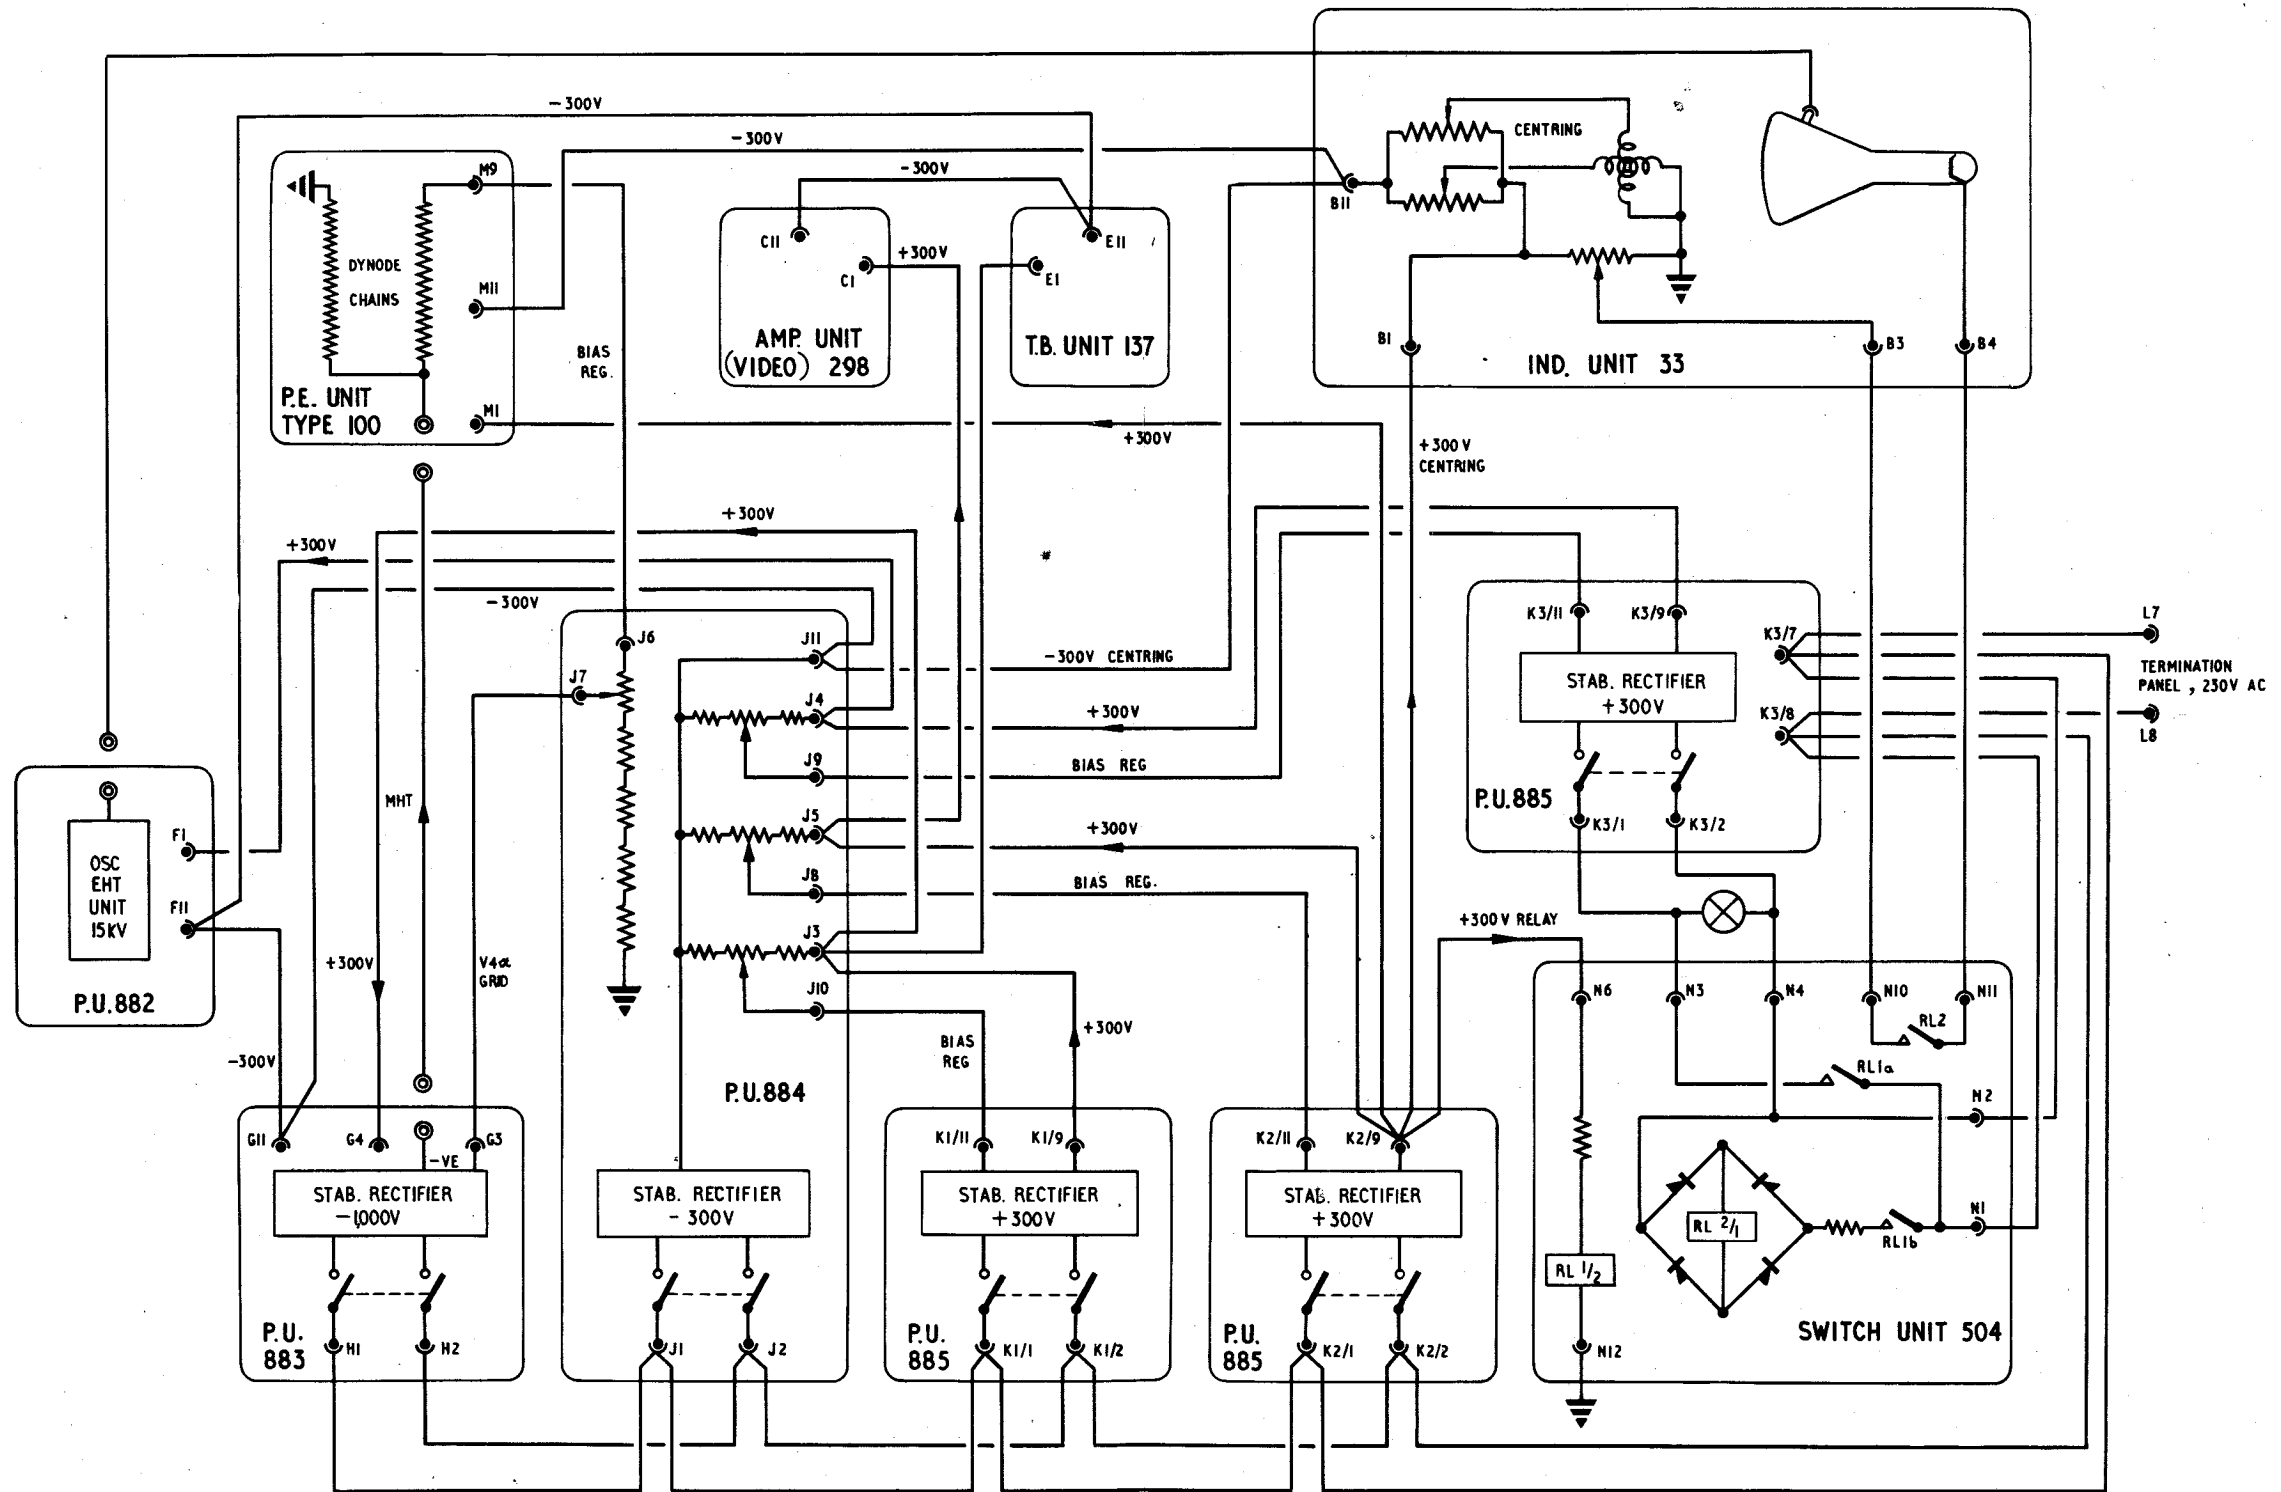 -300V
-300V
-300V
CENTRING
M9
DYNODE
CHAINS
M11
M1
P.E. UNIT
TYPE 100
BIAS
REG.
C11
C1
+300V
AMP. UNIT
(VIDEO) 298
E11
E1
T.B. UNIT 137
B11
B1
B3
B4
IND. UNIT 33
+300V
+300V
CENTRING
+300V
+300V
-300V
MHT
F1
F11
OSC
EHT
UNIT
15KV
P.U.882
+300V
V4α
GRID
-300V
J6
J7
J11
J4
J9
J5
J8
J3
J10
P.U.884
-300V CENTRING
+300V
BIAS REG
+300V
BIAS REG.
BIAS
REG
+300V
K3/11
K3/9
K3/7
K3/8
STAB. RECTIFIER
+300V
P.U.885
K3/1
K3/2
L7
TERMINATION
PANEL, 230V AC
L8
+300V RELAY
N6
N3
N4
N10
N11
RL2
RL1a
N2
N1
RL1b
RL 2/1
RL 1/2
N12
SWITCH UNIT 504
G11
G4
G3
-VE
STAB. RECTIFIER
-1,000V
P.U.
883
H1
H2
STAB. RECTIFIER
-300V
J1
J2
K1/11
K1/9
STAB. RECTIFIER
+300V
P.U.
885
K1/1
K1/2
K2/11
K2/9
STAB. RECTIFIER
+300V
P.U.
885
K2/1
K2/2